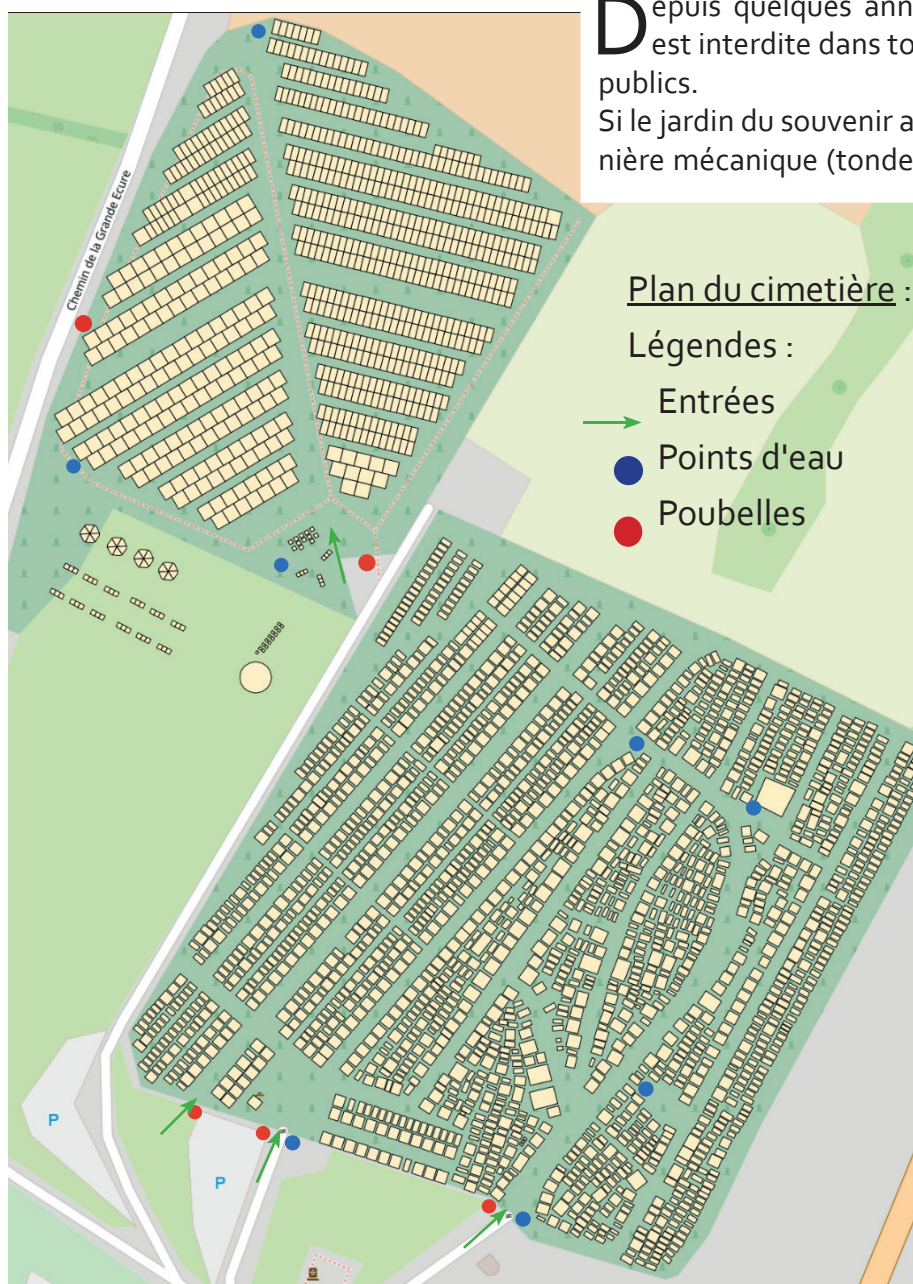 Depuis quelques ann
est interdite dans to
publics.
Si le jardin du souvenir a
nière mécanique (tonde
Chemin de la Grande Ecure
Plan du cimetière :
Légendes :
Entrées
Points d'eau
Poubelles
P
P